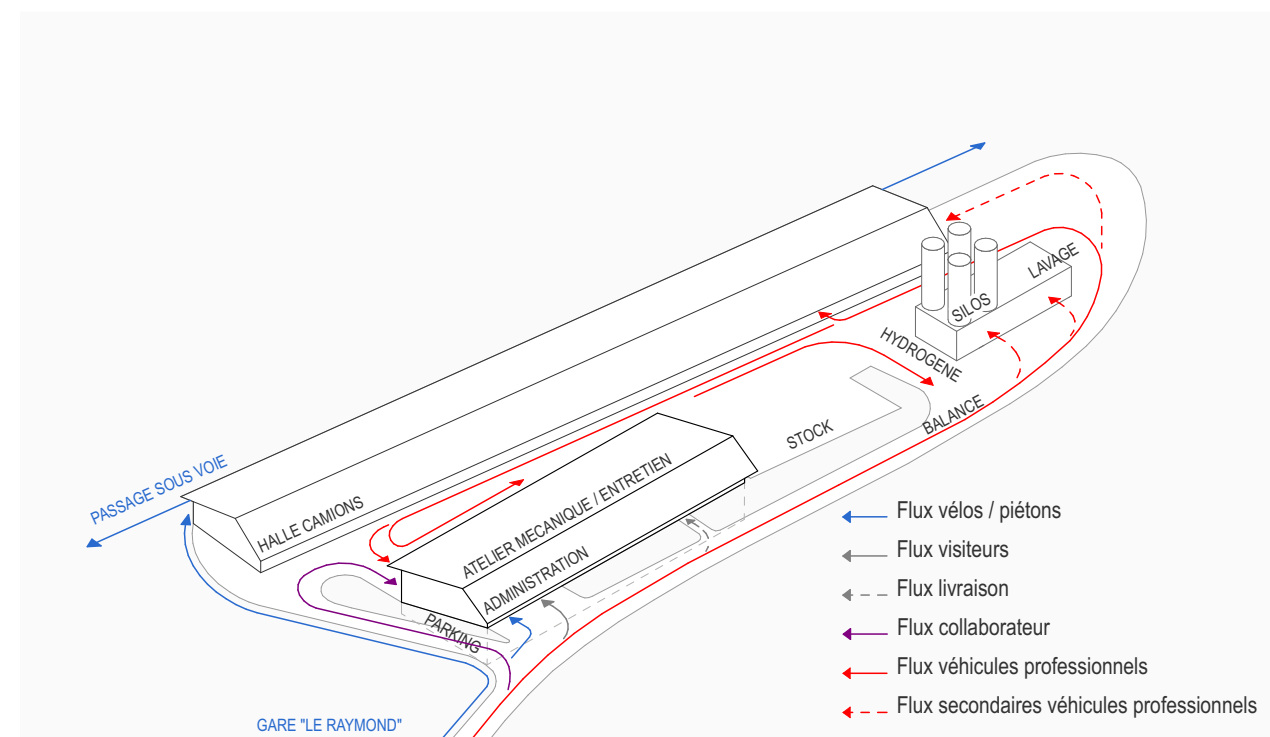 LAVAGE
SILOS
HYDROGENE
BALANCE
STOCK
PASSAGE SOUS VOIE
HALLE CAMIONS
ATELIER MECANIQUE / ENTRETIEN
ADMINISTRATION
PARKING
GARE "LE RAYMOND"
Flux vélos / piétons
Flux visiteurs
Flux livraison
Flux collaborateur
Flux véhicules professionnels
Flux secondaires véhicules professionnels